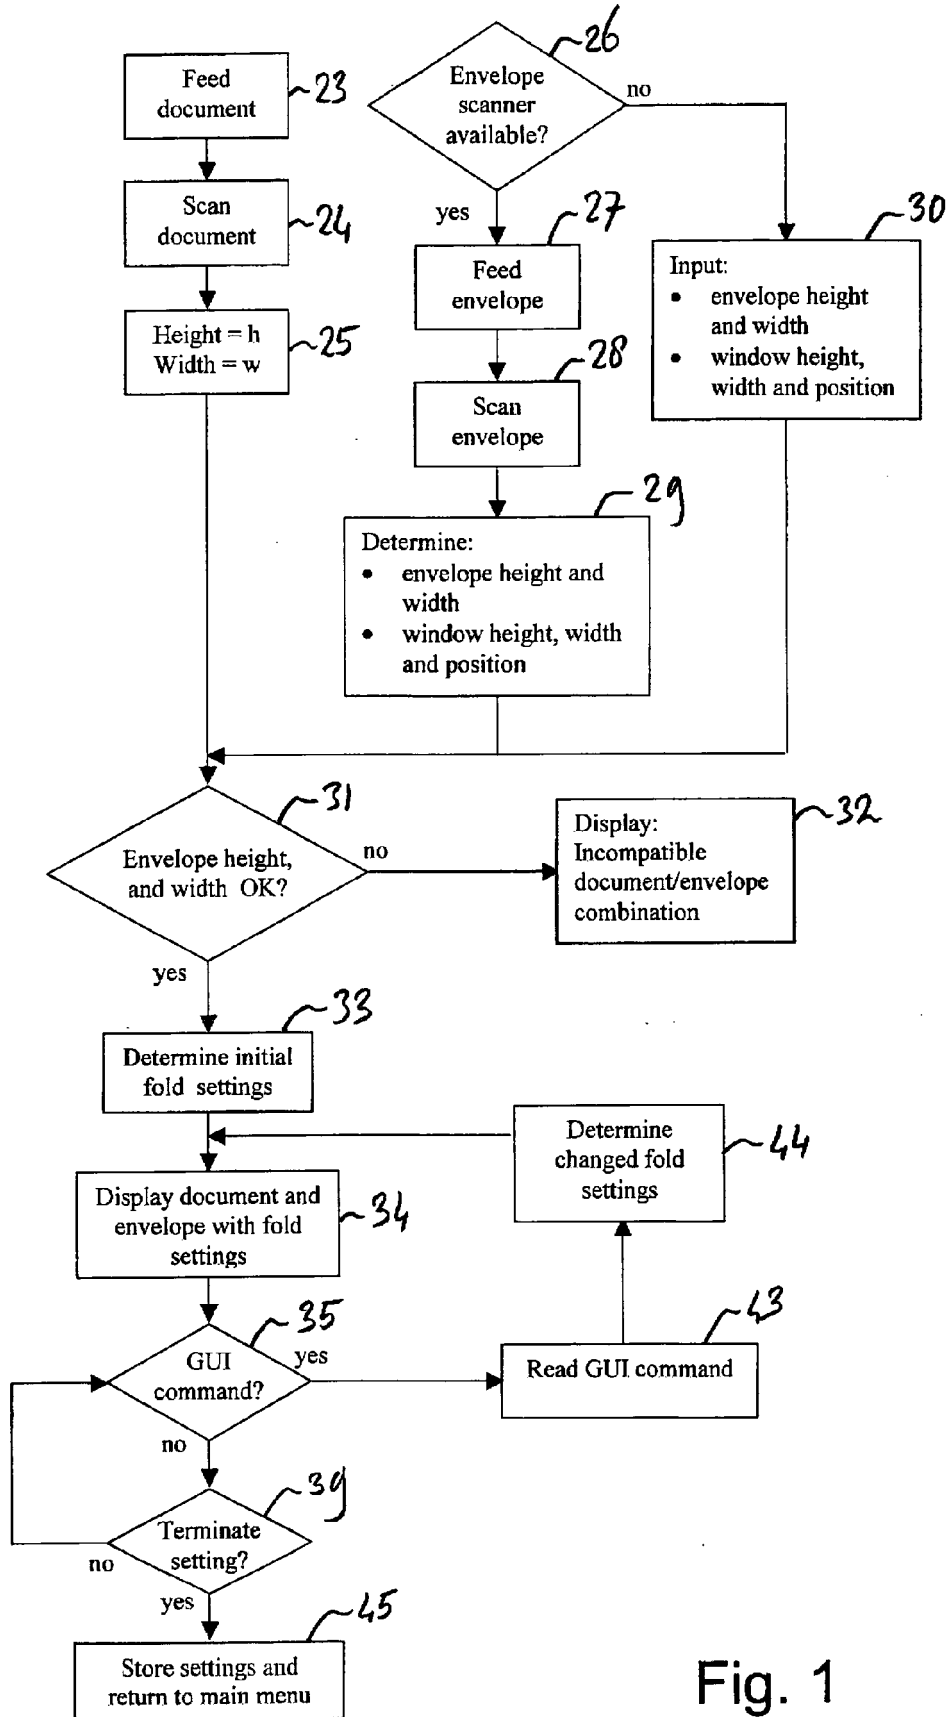 Feed
document
23
Scan
document
24
Height = h
Width = w
25
Envelope
scanner
available?
26
no
yes
Feed
envelope
27
Scan
envelope
28
Determine:
• envelope height and
width
• window height, width
and position
29
Input:
• envelope height
and width
• window height,
width and position
30
Envelope height,
and width OK?
31
no
Display:
Incompatible
document/envelope
combination
32
yes
Determine initial
fold settings
33
Display document and
envelope with fold
settings
34
Determine
changed fold
settings
44
GUI
command?
35
yes
Read GUI command
43
no
Terminate
setting?
39
no
yes
Store settings and
return to main menu
45
Fig. 1